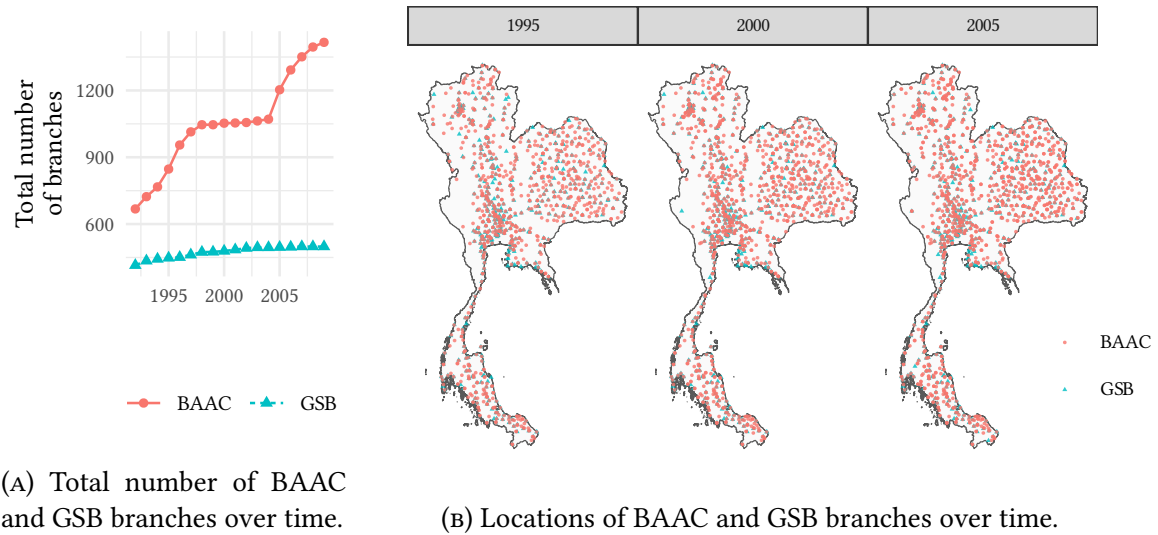 Total number
of branches
1200
900
600
1995 2000 2005
BAAC GSB
(A) Total number of BAAC
and GSB branches over time.
1995 2000 2005
BAAC
GSB
(B) Locations of BAAC and GSB branches over time.